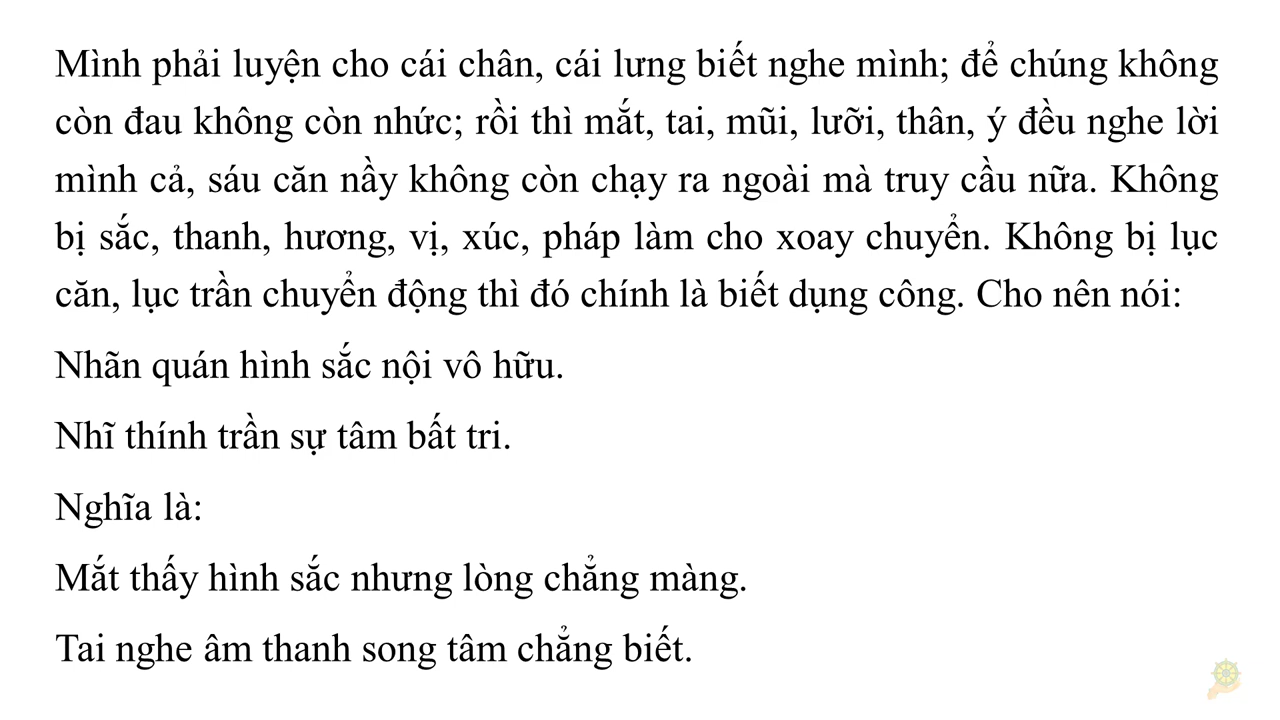 Mình phải luyện cho cái chân, cái lưng biết nghe mình; để chúng không
còn đau không còn nhức; rồi thì mắt, tai, mũi, lưỡi, thân, ý đều nghe lời
mình cả, sáu căn nầy không còn chạy ra ngoài mà truy cầu nữa. Không
bị sắc, thanh, hương, vị, xúc, pháp làm cho xoay chuyển. Không bị lục
căn, lục trần chuyển động thì đó chính là biết dụng công. Cho nên nói:
Nhãn quán hình sắc nội vô hữu.
Nhĩ thính trần sự tâm bất tri.
Nghĩa là:
Mắt thấy hình sắc nhưng lòng chẳng màng.
Tai nghe âm thanh song tâm chẳng biết.